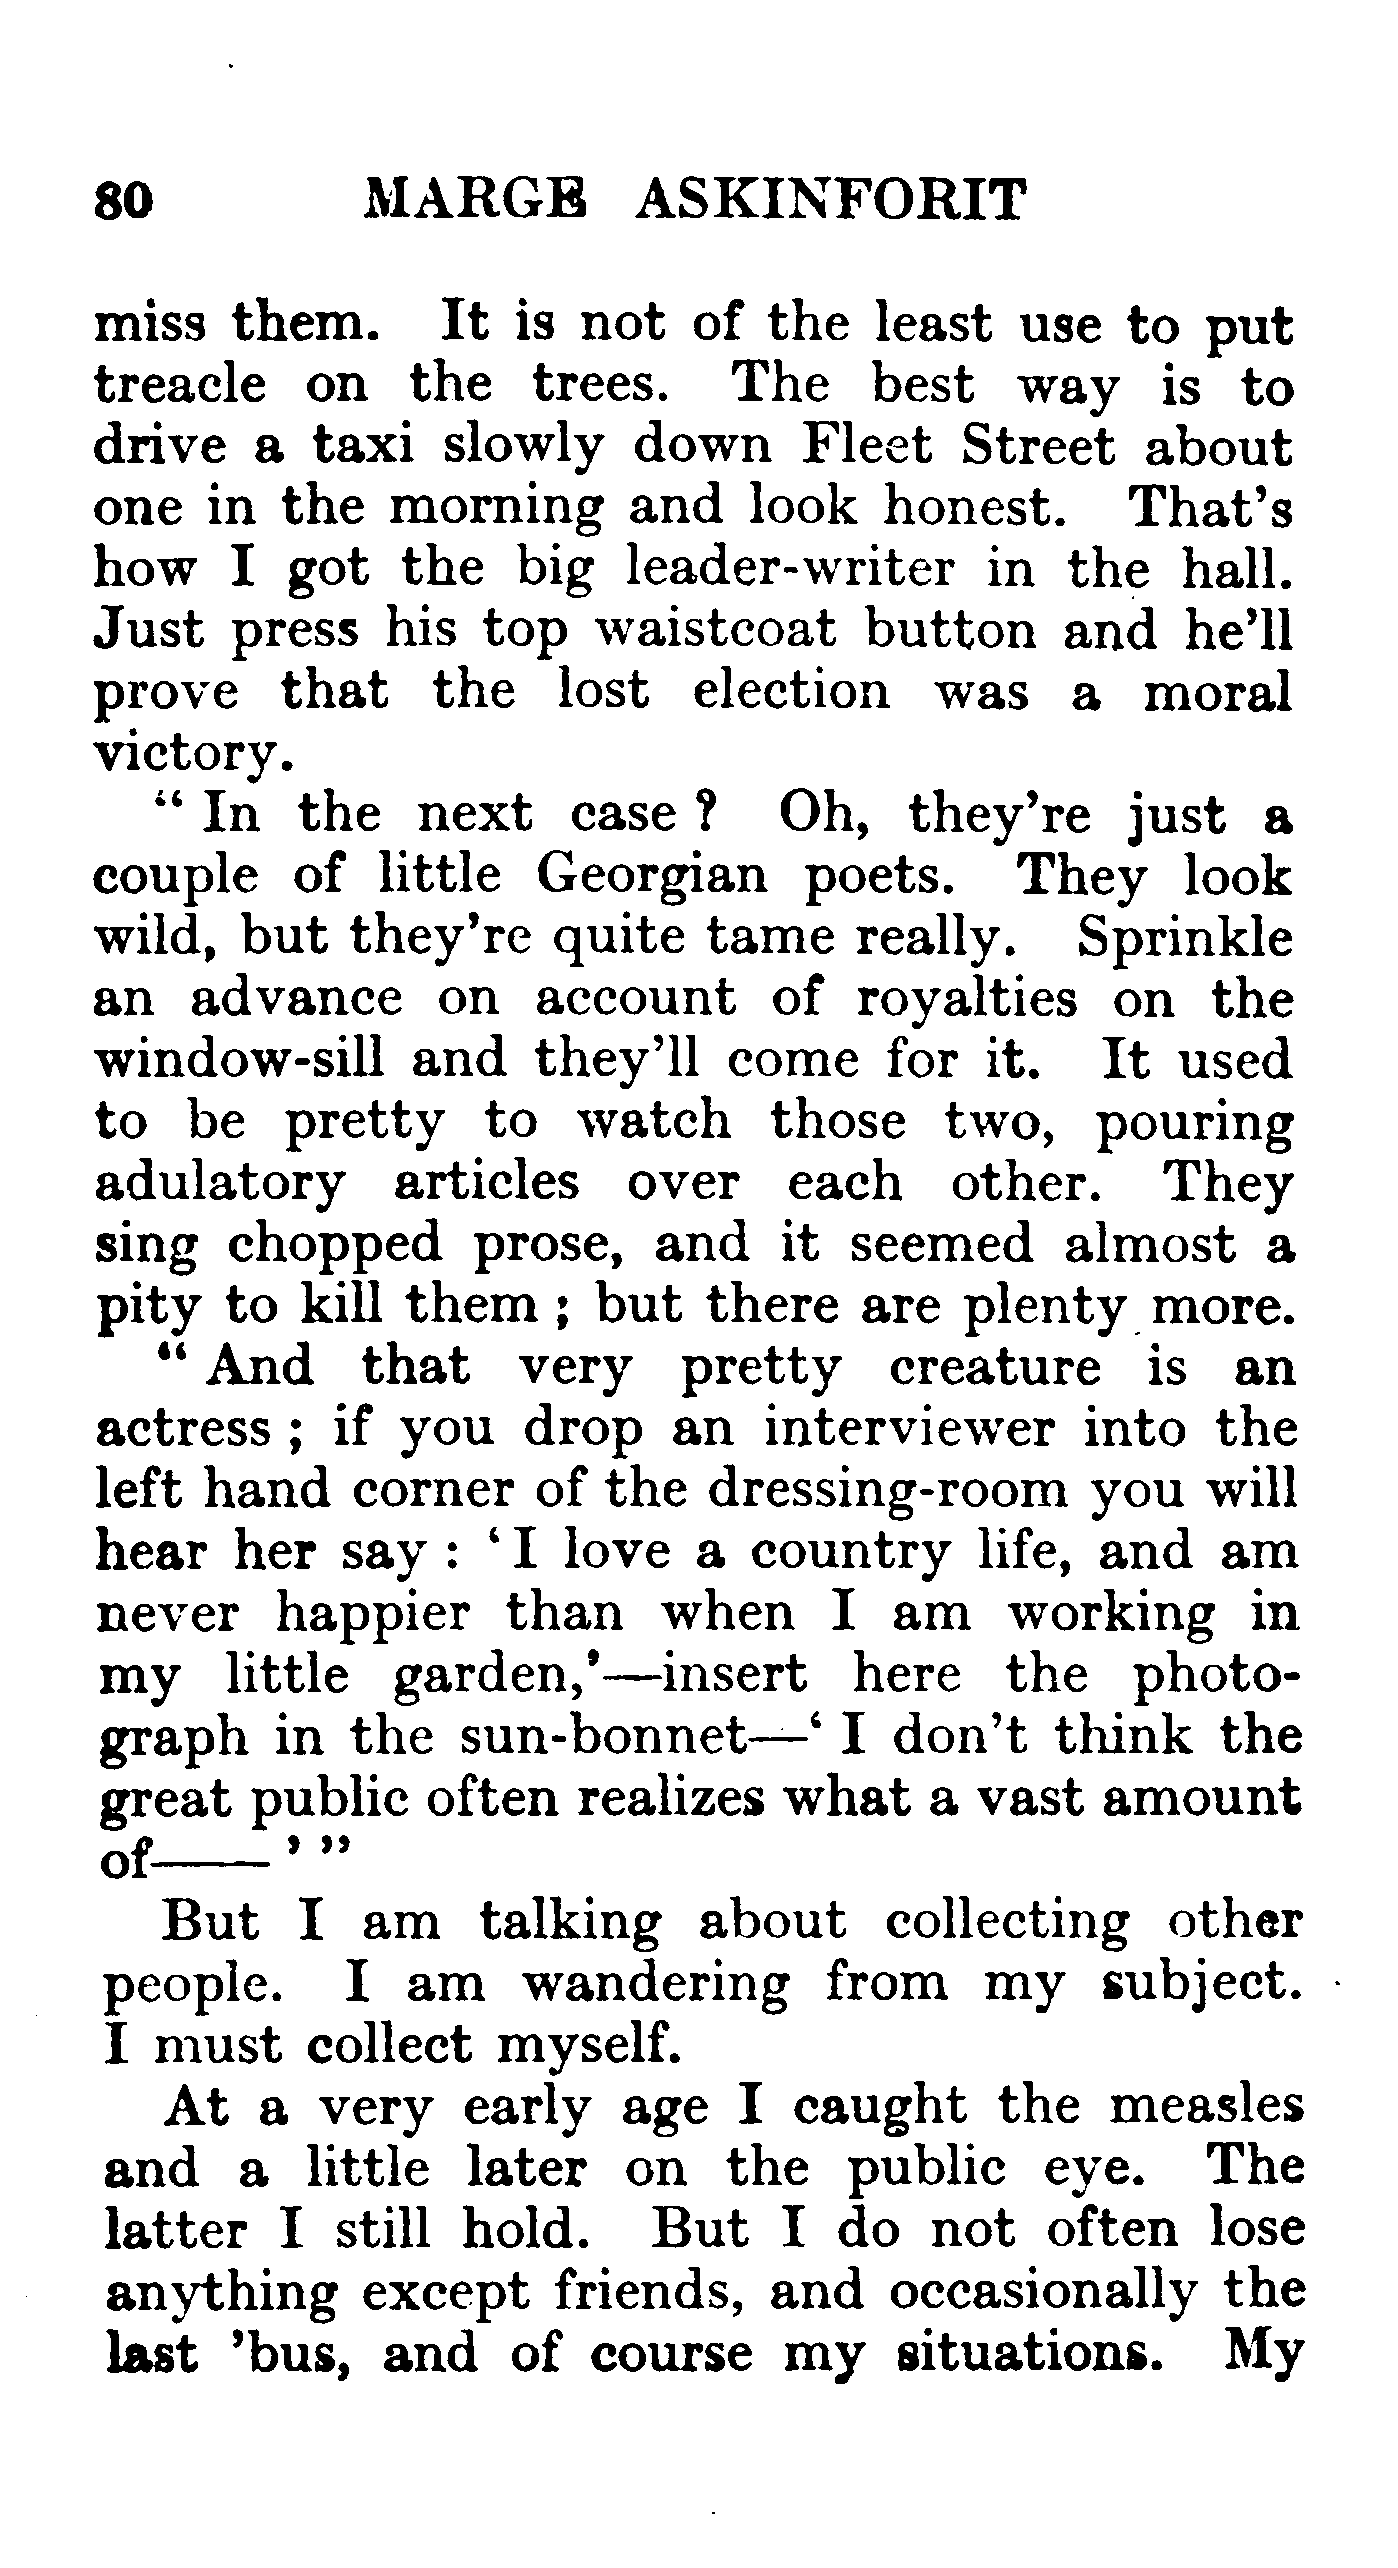 80 MARGE ASKINFORIT
miss them. It is not of the least use to put
treacle on the trees. The best way is to
drive a taxi slowly down Fleet Street about
one in the morning and look honest. That's
how I got the big leader-writer in the hall.
Just press his top waistcoat button and he'll
prove that the lost election was a moral
victory.
“ In the next case ? Oh, they're just a
couple of little Georgian poets. They look
wild, but they're quite tame really. Sprinkle
an advance on account of royalties on the
window-sill and they'll come for it. It used
to be pretty to watch those two, pouring
adulatory articles over each other. They
sing chopped prose, and it seemed almost a
pity to kill them ; but there are plenty more.
“ And that very pretty creature is an
actress ; if you drop an interviewer into the
left hand corner of the dressing-room you will
hear her say : ‘ I love a country life, and am
never happier than when I am working in
my little garden,’—insert here the photo-
graph in the sun-bonnet—‘ I don't think the
great public often realizes what a vast amount
of—— ’ ”
But I am talking about collecting other
people. I am wandering from my subject.
I must collect myself.
At a very early age I caught the measles
and a little later on the public eye. The
latter I still hold. But I do not often lose
anything except friends, and occasionally the
last 'bus, and of course my situations. My